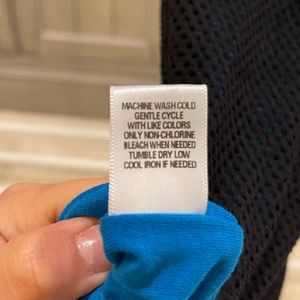 MACHINE WASH COLD
GENTLE CYCLE
WITH LIKE COLORS
ONLY NON-CHLORINE
BLEACH WHEN NEEDED
TUMBLE DRY LOW
COOL IRON IF NEEDED